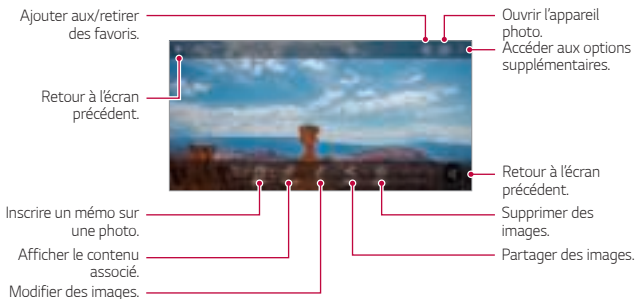 Ajouter aux/retirer
des favoris.
Retour à l'écran
précédent.
Inscrire un mémo sur
une photo.
Afficher le contenu
associé.
Modifier des images.
Ouvrir l'appareil
photo.
Accéder aux options
supplémentaires.
Retour à l'écran
précédent.
Supprimer des
images.
Partager des images.